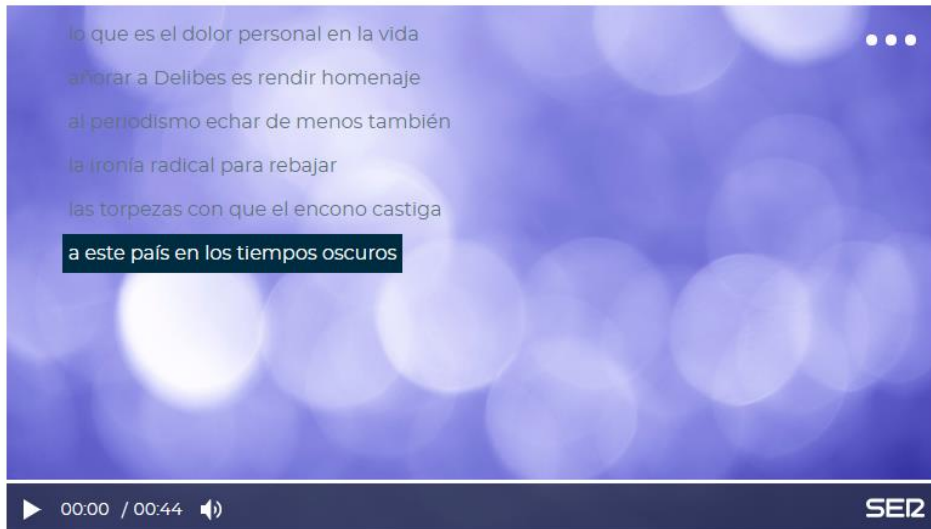 lo que es el dolor personal en la vida
añorar a Delibes es rendir homenaje
al periodismo echar de menos también
la ironía radical para rebajar
las torpezas con que el encono castiga
a este país en los tiempos oscuros
00:00 / 00:44
SER